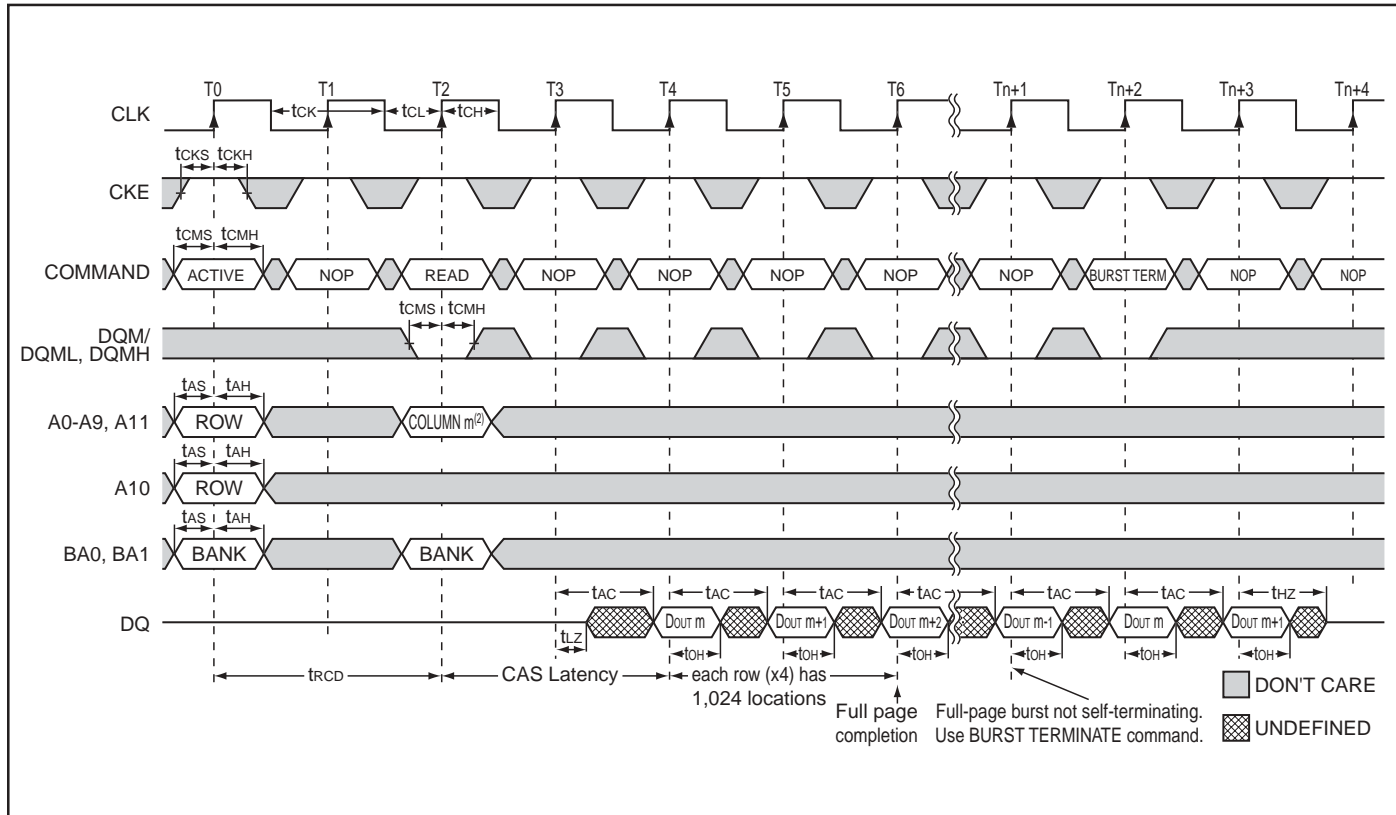 T0 T1 T2 T3 T4 T5 T6 Tn+1 Tn+2 Tn+3 Tn+4
CLK tCK tCL tCH
tCKS tCKH
CKE
tCMS tCMH
COMMAND ACTIVE NOP READ NOP NOP NOP NOP NOP BURST TERM NOP NOP
tCMS tCMH
DQM/
DQML, DQMH
tAS tAH
A0-A9, A11 ROW COLUMN m(2)
tAS tAH
A10 ROW
tAS tAH
BA0, BA1 BANK BANK
tAC tAC tAC tAC tAC tAC tHZ
DQ DOUT m DOUT m+1 DOUT m+2 DOUT m-1 DOUT m DOUT m+1
tLZ tOH tOH tOH tOH tOH tOH
tRCD CAS Latency each row (x4) has
1,024 locations
Full page
completion
Full-page burst not self-terminating.
Use BURST TERMINATE command.
DON'T CARE
UNDEFINED